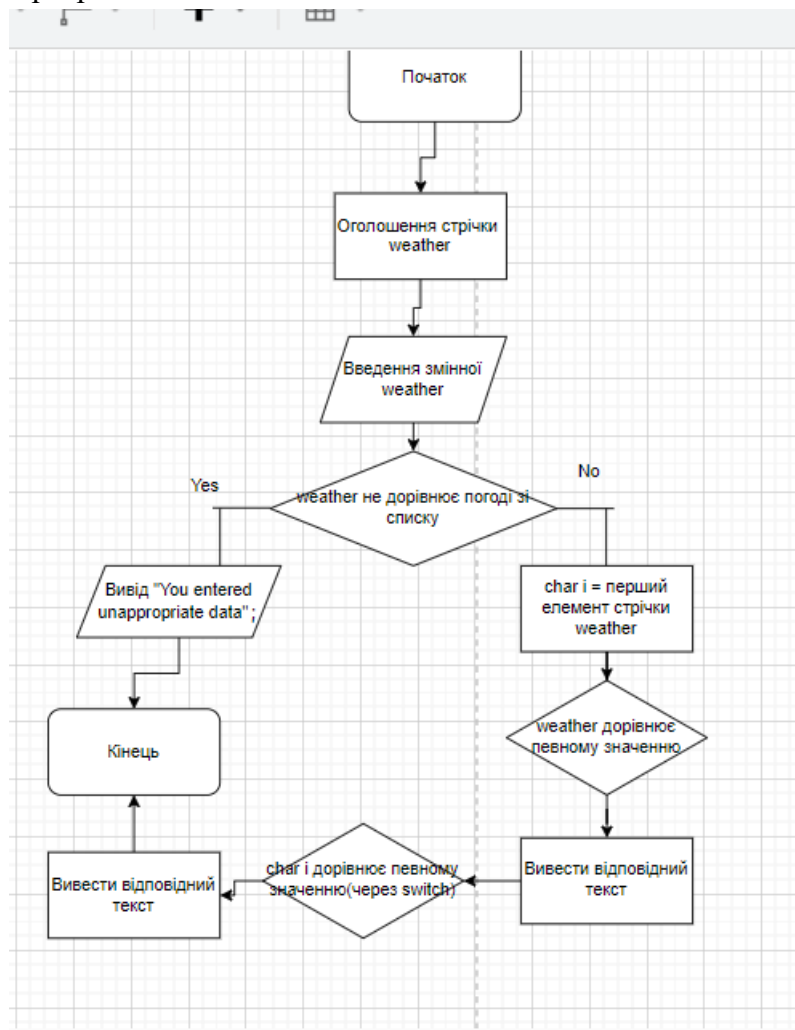 Початок
Оголошення стрічки
weather
Введення змінної
weather
weather не дорівнює погоді зі
списку
Yes
No
Вивід "You entered
unappropriate data";
char i = перший
елемент стрічки
weather
weather дорівнює
певному значенню
Кінець
Вивести відповідний
текст
char i дорівнює певному
значенню(через switch)
Вивести відповідний
текст